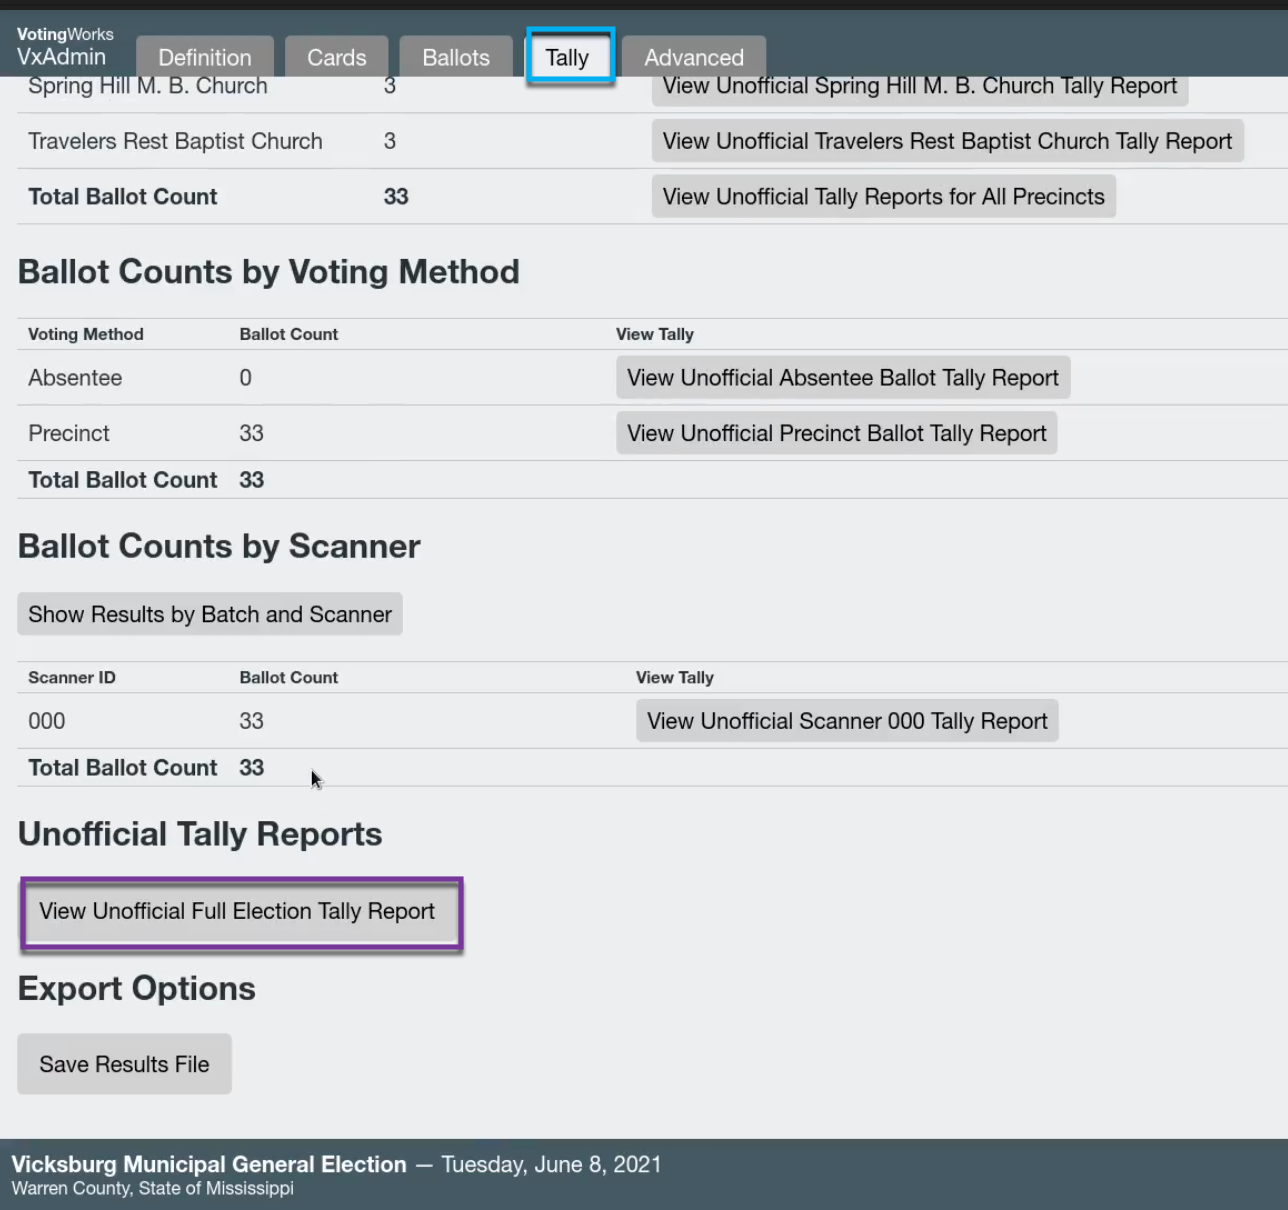 VotingWorks
VxAdmin
Definition
Cards
Ballots
Tally
Advanced
Spring Hill M. B. Church 3 View Unofficial Spring Hill M. B. Church Tally Report
Travelers Rest Baptist Church 3 View Unofficial Travelers Rest Baptist Church Tally Report
Total Ballot Count 33 View Unofficial Tally Reports for All Precincts
Ballot Counts by Voting Method
Voting Method Ballot Count View Tally
Absentee 0 View Unofficial Absentee Ballot Tally Report
Precinct 33 View Unofficial Precinct Ballot Tally Report
Total Ballot Count 33
Ballot Counts by Scanner
Show Results by Batch and Scanner
Scanner ID Ballot Count View Tally
000 33 View Unofficial Scanner 000 Tally Report
Total Ballot Count 33
Unofficial Tally Reports
View Unofficial Full Election Tally Report
Export Options
Save Results File
Vicksburg Municipal General Election — Tuesday, June 8, 2021
Warren County, State of Mississippi